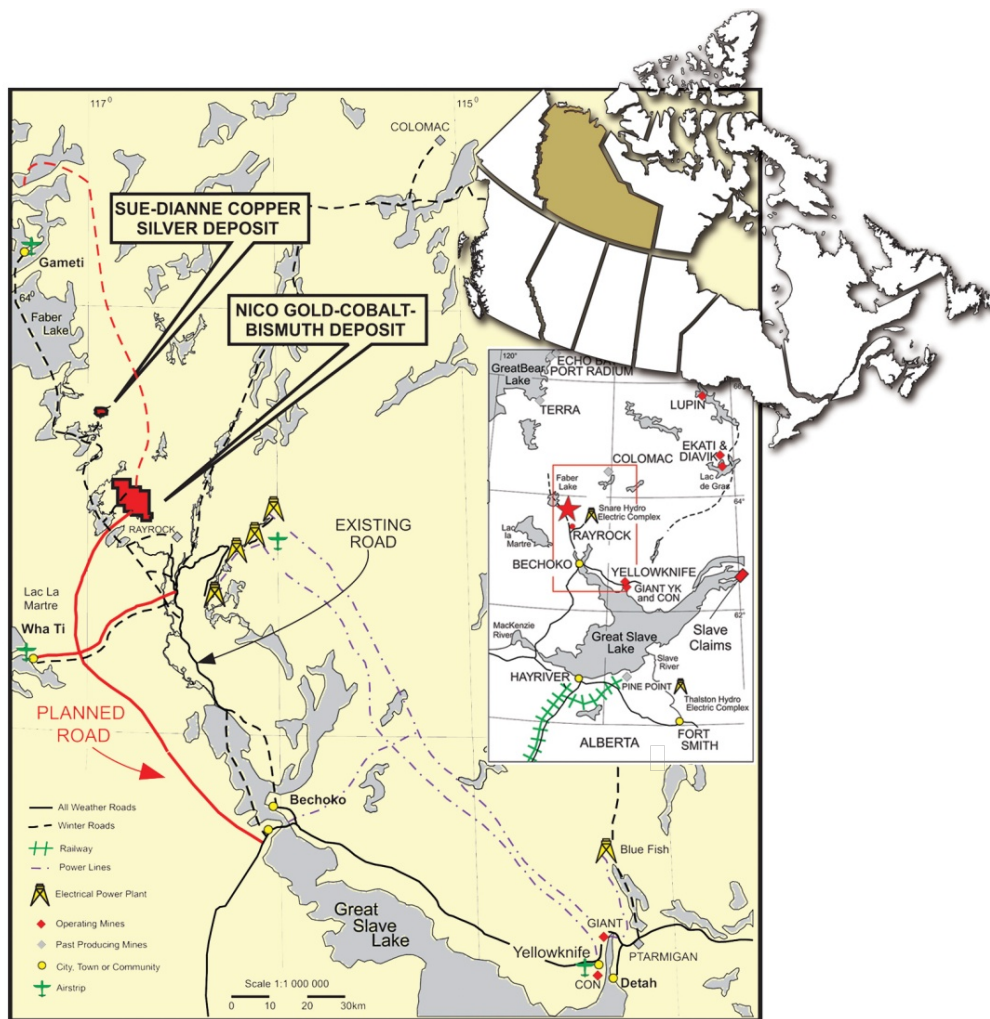 117⁰
115⁰
COLOMAC
SUE-DIANNE COPPER
SILVER DEPOSIT
Gameti
64⁰
Faber
Lake
NICO GOLD-COBALT-
BISMUTH DEPOSIT
RAYROCK
EXISTING
ROAD
Lac La
Martre
Wha Ti
PLANNED
ROAD
Bechoko
All Weather Roads
Winter Roads
Railway
Power Lines
Electrical Power Plant
Operating Mines
Past Producing Mines
City, Town or Community
Airstrip
Great
Slave
Lake
Scale 1:1 000 000
0 10 20 30km
Blue Fish
GIANT
Yellowknife
PTARMIGAN
CON
Detah
120°
ECHO BA
PORT RADIUM
GreatBear
Lake
TERRA
LUPIN
EKATI &
DIAVIK
Lac
de Gras
COLOMAC
64°
Faber
Lake
Snare Hydro
Electric Complex
RAYROCK
Lac
la
Martre
BECHOKO
YELLOWKNIFE
GIANT YK
and CON
62°
Slave
Claims
MacKenzie
River
Great Slave
Lake
Slave
River
HAYRIVER
PINE POINT
Thalston Hydro
Electric Complex
FORT
SMITH
ALBERTA